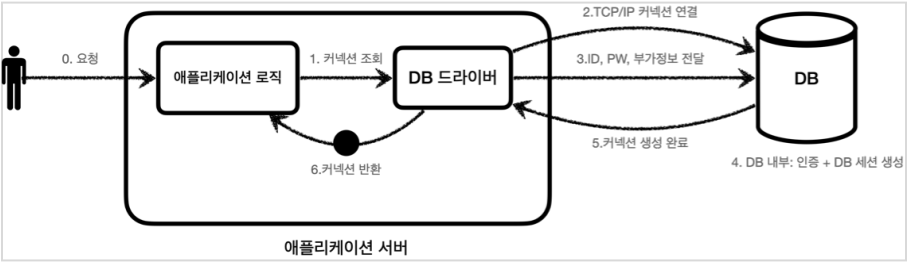 0. 요청
애플리케이션 로직
1. 커넥션 조회
DB 드라이버
2.TCP/IP 커넥션 연결
3.ID, PW, 부가정보 전달
DB
5.커넥션 생성 완료
4. DB 내부: 인증 + DB 세션 생성
6.커넥션 반환
애플리케이션 서버